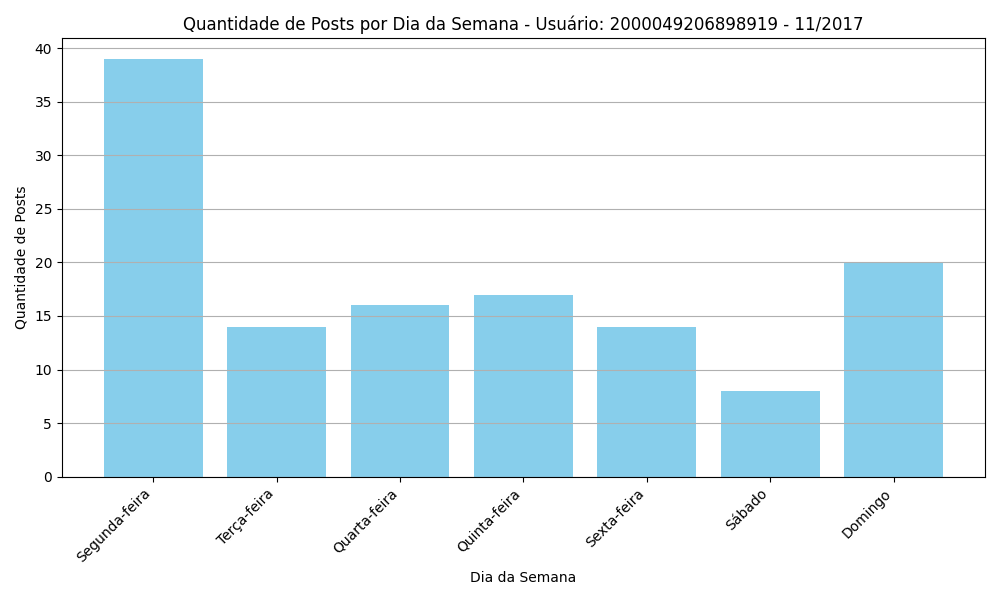 Quantidade de Posts por Dia da Semana - Usuário: 2000049206898919 - 11/2017
Quantidade de Posts
40
35
30
25
20
15
10
5
0
Segunda-feira
Terça-feira
Quarta-feira
Quinta-feira
Sexta-feira
Sábado
Domingo
Dia da Semana